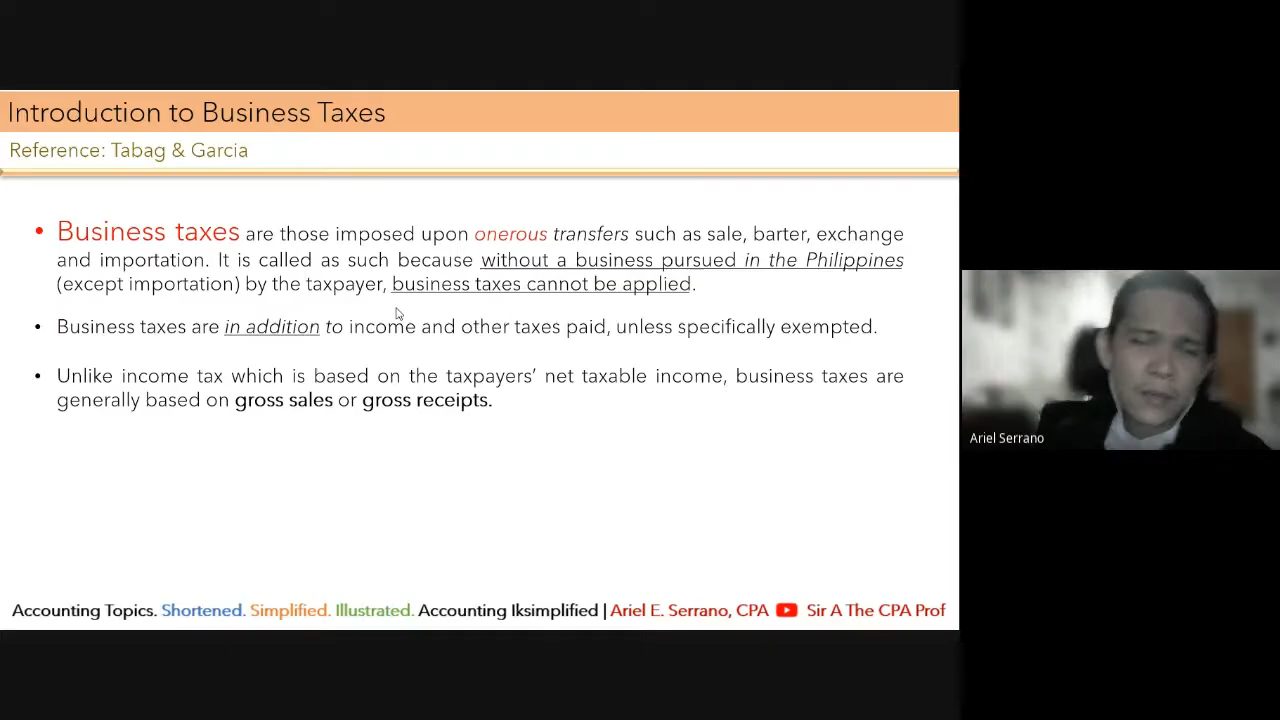 Introduction to Business Taxes
Reference: Tabag & Garcia
• Business taxes are those imposed upon onerous transfers such as sale, barter, exchange
and importation. It is called as such because without a business pursued in the Philippines
(except importation) by the taxpayer, business taxes cannot be applied.
• Business taxes are in addition to income and other taxes paid, unless specifically exempted.
• Unlike income tax which is based on the taxpayers’ net taxable income, business taxes are
generally based on gross sales or gross receipts.
Ariel Serrano
Accounting Topics. Shortened. Simplified. Illustrated. Accounting Iksimplified | Ariel E. Serrano, CPA Sir A The CPA Prof